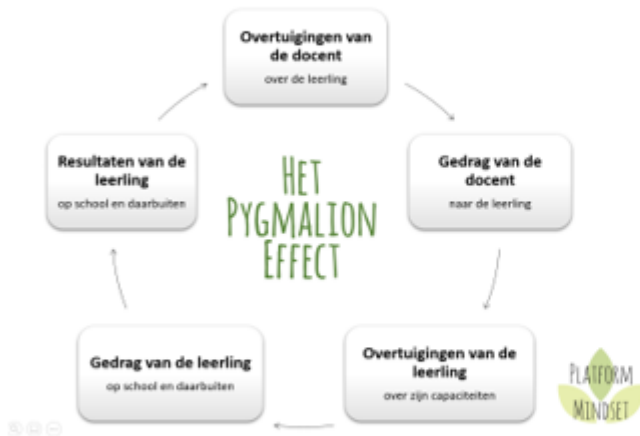 Overtuigingen van
de docent
over de leerling
Gedrag van de
docent
naar de leerling
Overtuigingen van de
leerling
over zijn capaciteiten
Gedrag van de leerling
op school en daarbuiten
Resultaten van de
leerling
op school en daarbuiten
HET
PYGMALION
EFFECT
PLATFORM
MINDSET